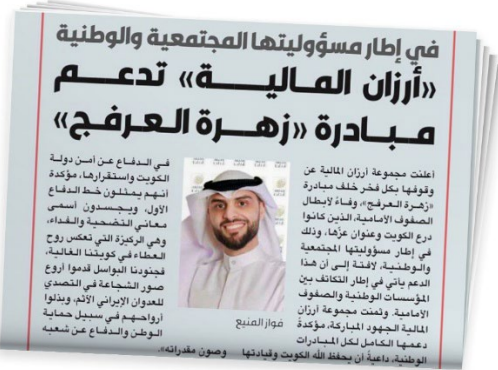 في إطار مسؤوليتها المجتمعية والوطنية
«أرزان المالية» تدعم
مبادرة «زهرة العرفج»
أعلنت مجموعة أرزان المالية عن
وقوفها بكل فخر خلف مبادرة
«زهرة العرفج»، وفاءً لأبطال
الصفوف الأمامية، الذين كانوا
درع الكويت وعنوان عزّها، وذلك
في إطار مسؤوليتها المجتمعية
والوطنية، لافتة إلى أن هذا
الدعم يأتي في إطار التكاتف بين
المؤسسات الوطنية والصفوف
الأمامية. وثمنت مجموعة أرزان
المالية الجهود المباركة، مؤكدة
دعمها الكامل لكل المبادرات
الوطنية، داعية أن يحفظ الله الكويت وقيادتها
فواز المنيع
في الدفاع عن أمن دولة
الكويت واستقرارها، مؤكدة
أنهم يمثلون خط الدفاع
الأول، ويجسدون أسمى
معاني التضحية والفداء،
وهي الركيزة التي تعكس روح
العطاء في كويتنا الغالية،
فجنودنا البواسل قدموا أروع
صور الشجاعة في التصدي
للعدوان الإيراني الآثم، وبذلوا
أرواحهم في سبيل حماية
الوطن والدفاع عن شعبه
وصون مقدراته».